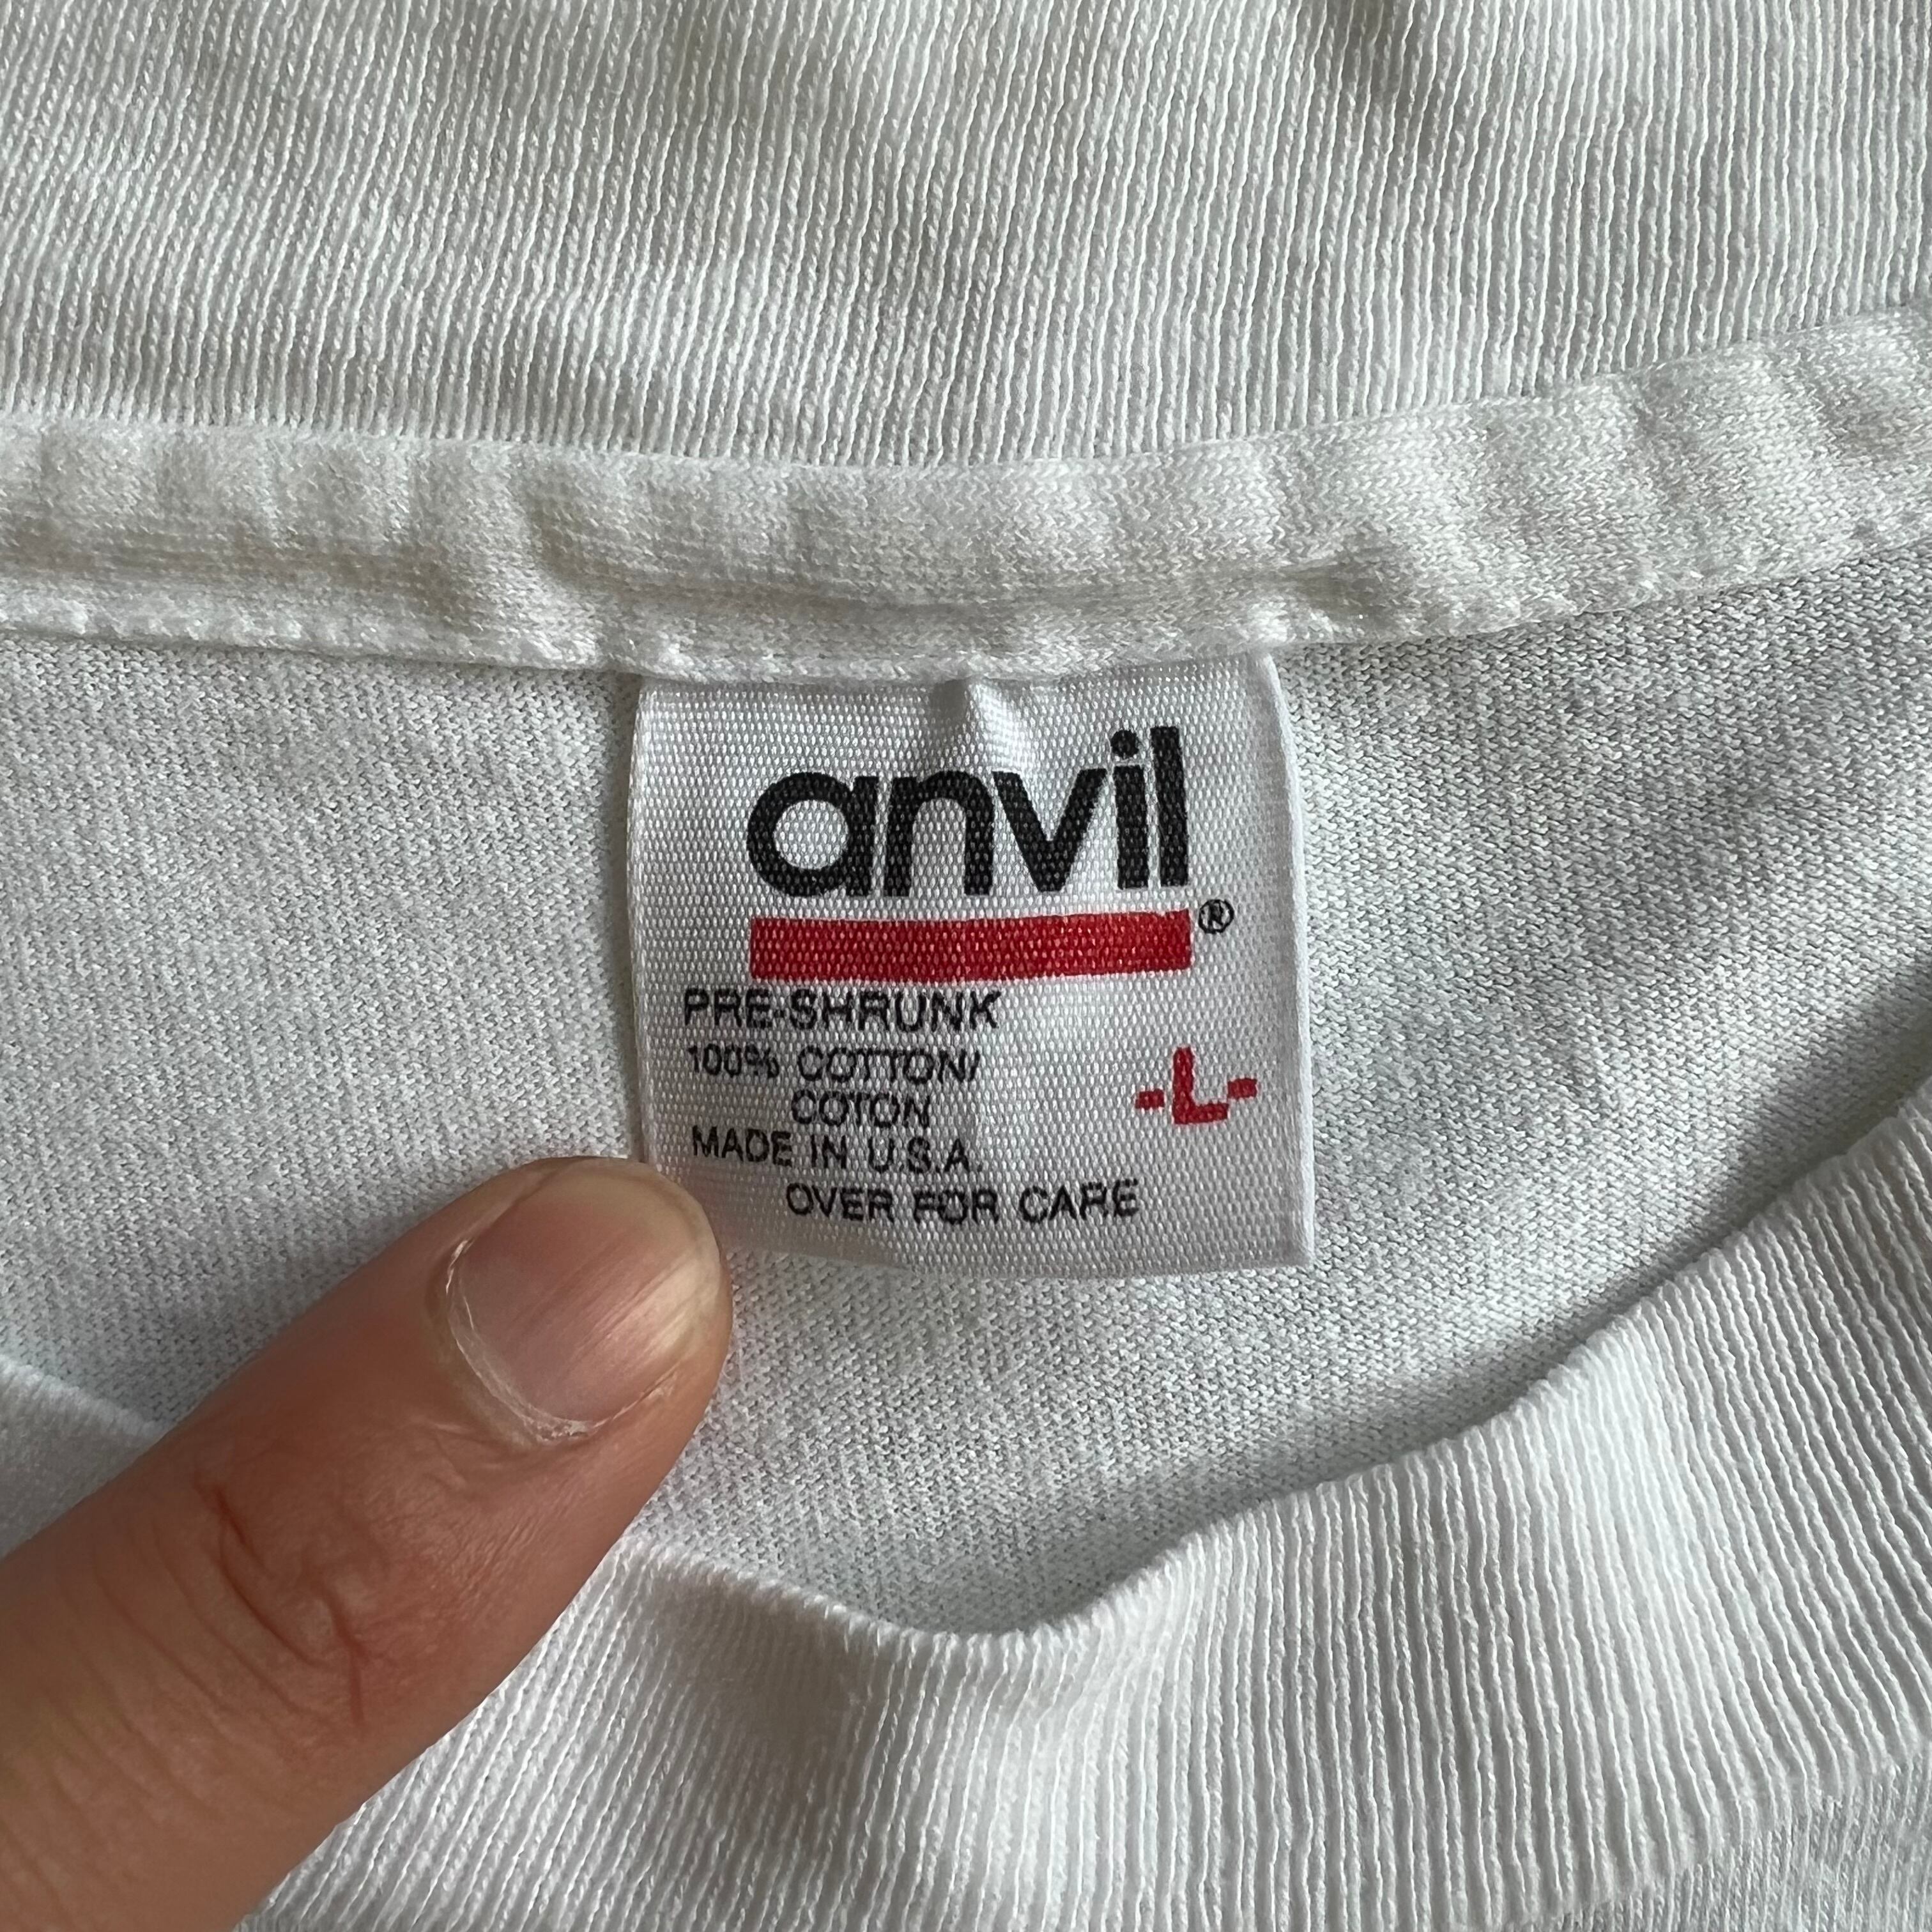 anvil®
PRE-SHRUNK
100% COTTON/
COTON
-L-
MADE IN U.S.A.
OVER FOR CARE